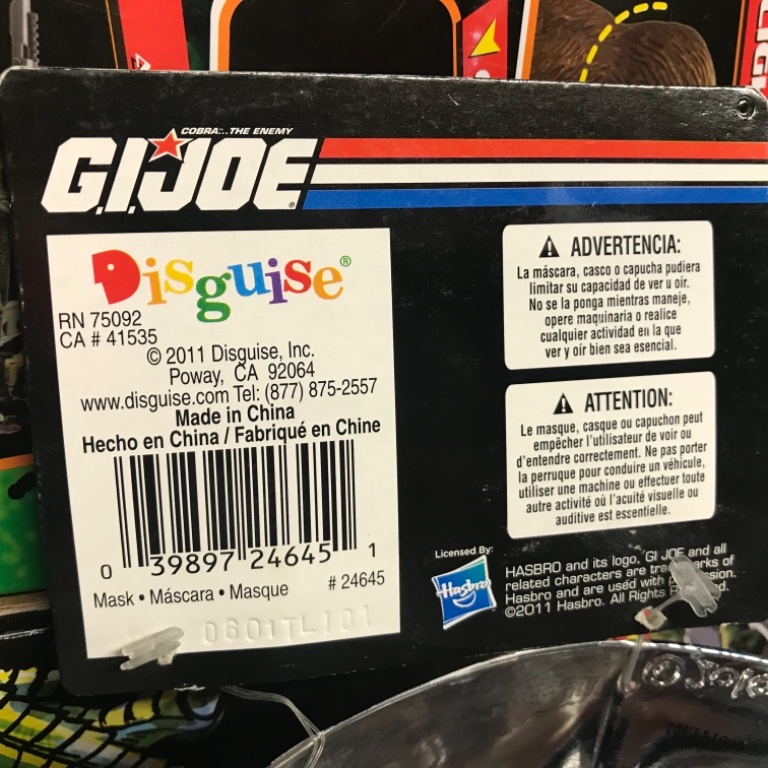 COBRA...THE ENEMY
G.I.JOE®
Disguise®
RN 75092
CA # 41535
© 2011 Disguise, Inc.
Poway, CA 92064
www.disguise.com Tel: (877) 875-2557
Made in China
Hecho en China / Fabriqué en Chine
0 39897 24645 1
Mask • Máscara • Masque # 24645
0601TL101
ADVERTENCIA:
La máscara, casco o capucha pudiera
limitar su capacidad de ver u oír.
No se la ponga mientras maneje,
opere maquinaria o realice
cualquier actividad en la que
ver y oír bien sea esencial.
ATTENTION:
Le masque, casque ou capuchon peut
empêcher l'utilisateur de voir ou
d'entendre correctement. Ne pas porter
la perruque pour conduire un véhicule,
utiliser une machine ou effectuer toute
autre activité où l'acuité visuelle ou
auditive est essentielle.
Licensed By:
Hasbro
HASBRO and its logo, GI JOE and all
related characters are of
Hasbro and are used with
©2011 Hasbro. All Rights